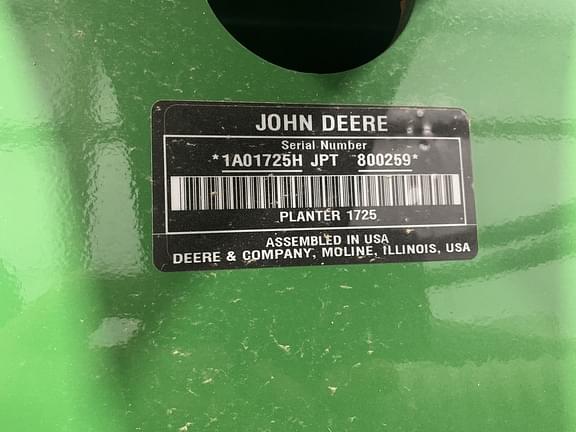 JOHN DEERE
Serial Number
*1A01725H JPT 800259*
PLANTER 1725
ASSEMBLED IN USA
DEERE & COMPANY, MOLINE, ILLINOIS, USA